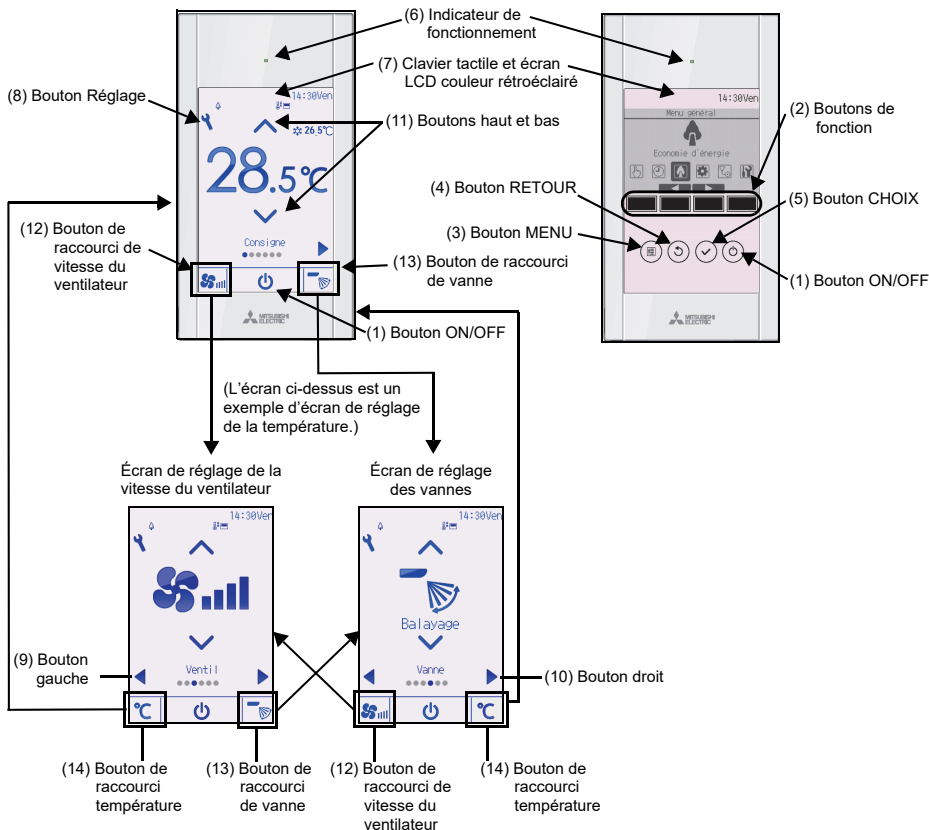 (6) Indicateur de
fonctionnement
(7) Clavier tactile et écran
LCD couleur rétroéclairé
(8) Bouton Réglage
(11) Boutons haut et bas
14:30Ven
26.5℃
28.5℃
Consigne
(12) Bouton de
raccourci de
vitesse du
ventilateur
(13) Bouton de raccourci
de vanne
MITSUBISHI
ELECTRIC
(1) Bouton ON/OFF
14:30Ven
Menu général
Economie d'énergie
(2) Boutons de
fonction
(4) Bouton RETOUR
(5) Bouton CHOIX
(3) Bouton MENU
(1) Bouton ON/OFF
MITSUBISHI
ELECTRIC
(L'écran ci-dessus est un
exemple d'écran de réglage
de la température.)
Écran de réglage de la
vitesse du ventilateur
Écran de réglage
des vannes
14:30Ven
Ventil
℃
14:30Ven
Balayage
Vanne
℃
(9) Bouton
gauche
(10) Bouton droit
(14) Bouton de
raccourci
température
(13) Bouton de
raccourci
de vanne
(12) Bouton de
raccourci de
vitesse du
ventilateur
(14) Bouton de
raccourci
température